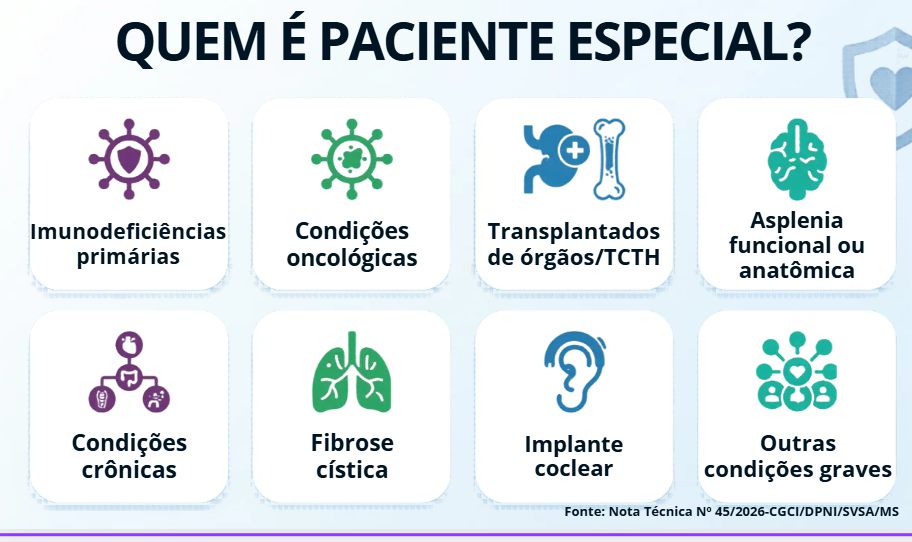 QUEM É PACIENTE ESPECIAL?
Imunodeficiências
primárias
Condições
oncológicas
Transplantados
de órgãos/TCTH
Asplenia
funcional ou
anatômica
Condições
crônicas
Fibrose
cística
Implante
coclear
Outras
condições graves
Fonte: Nota Técnica Nº 45/2026-CGCI/DPNI/SVSA/MS